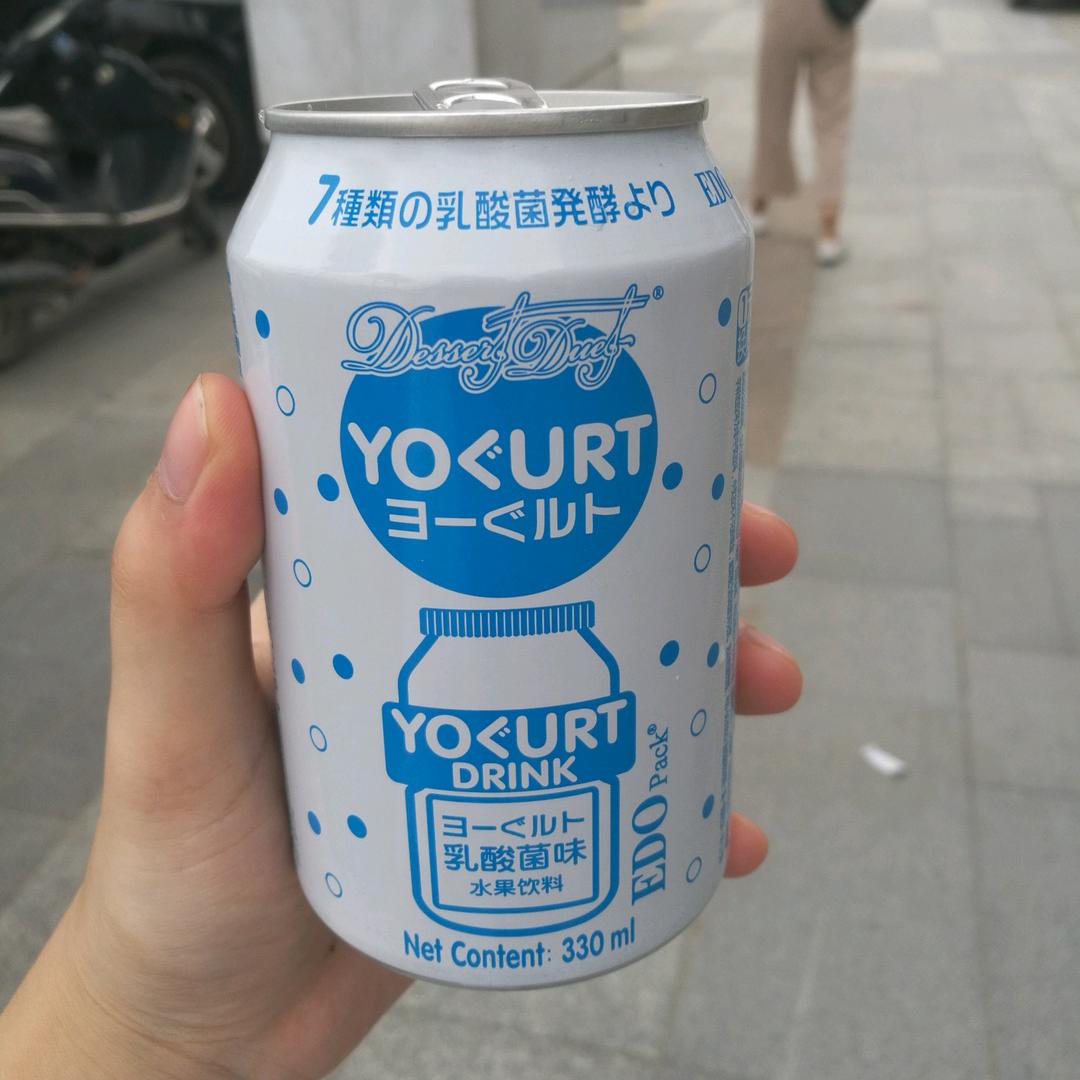 7種類の乳酸菌発酵より
EDO
Dessert Duet®
YOぐURT
ヨーぐルト
YOぐURT
DRINK
ヨーぐルト
乳酸菌味
水果饮料
EDO Pack®
Net Content: 330 ml